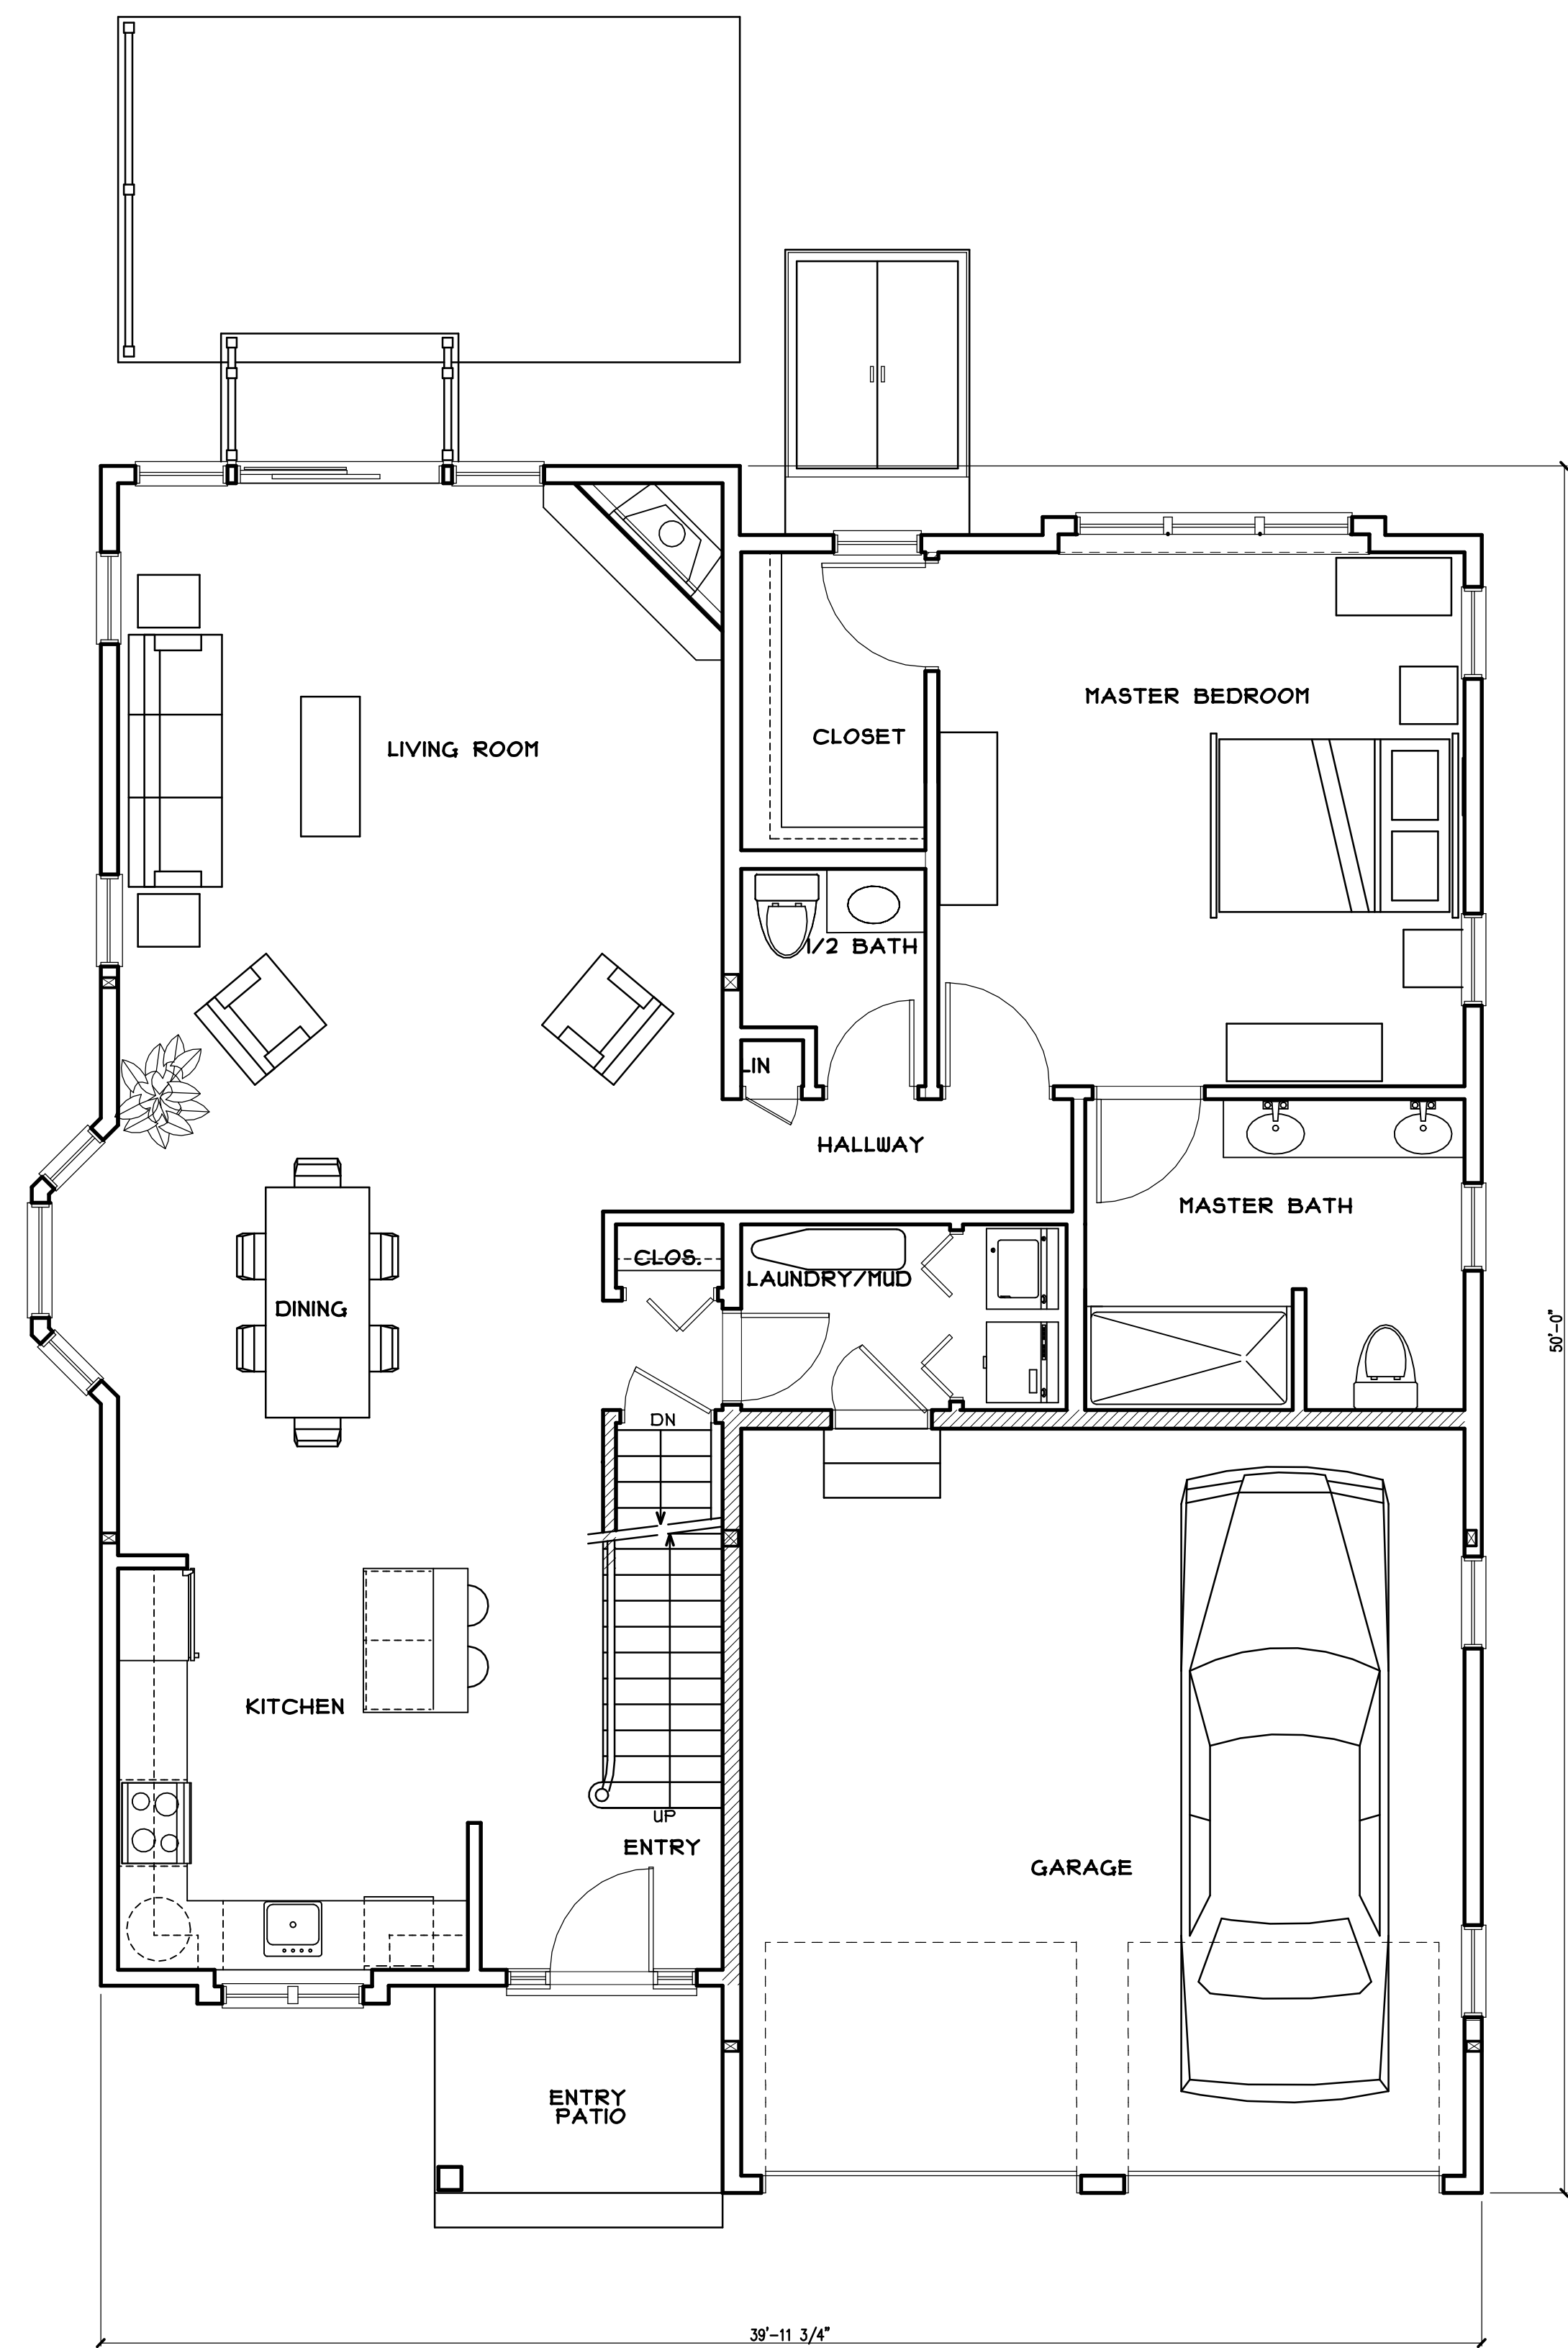 MASTER BEDROOM
CLOSET
LIVING ROOM
1/2 BATH
LIN
HALLWAY
MASTER BATH
CLOS.
LAUNDRY/MUD
DINING
50'-0"
DN
KITCHEN
UP
ENTRY
GARAGE
ENTRY
PATIO
39'-11 3/4"